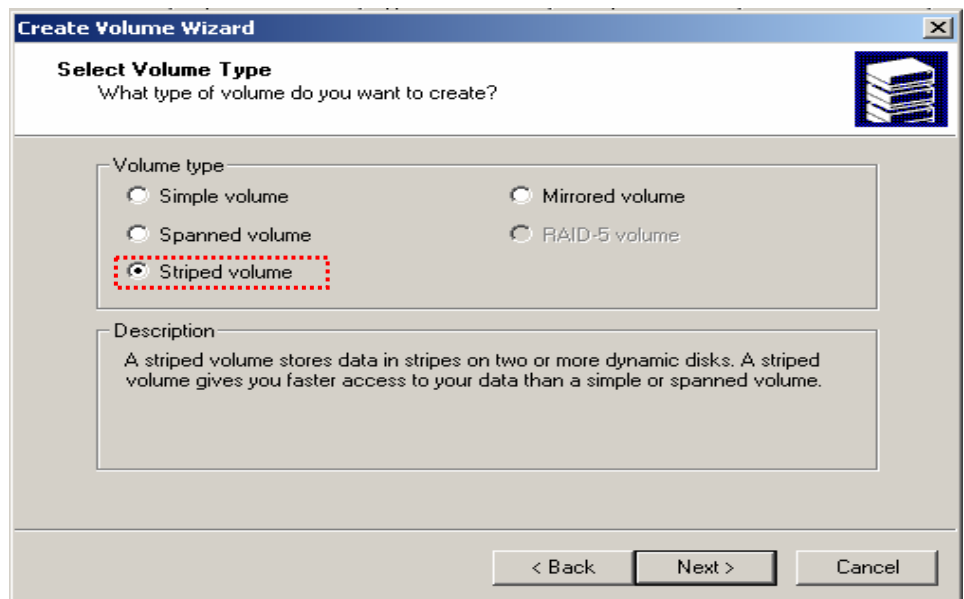 Create Volume Wizard
Select Volume Type
What type of volume do you want to create?
Volume type
Simple volume
Mirrored volume
Spanned volume
RAID-5 volume
Striped volume
Description
A striped volume stores data in stripes on two or more dynamic disks. A striped
volume gives you faster access to your data than a simple or spanned volume.
< Back
Next >
Cancel